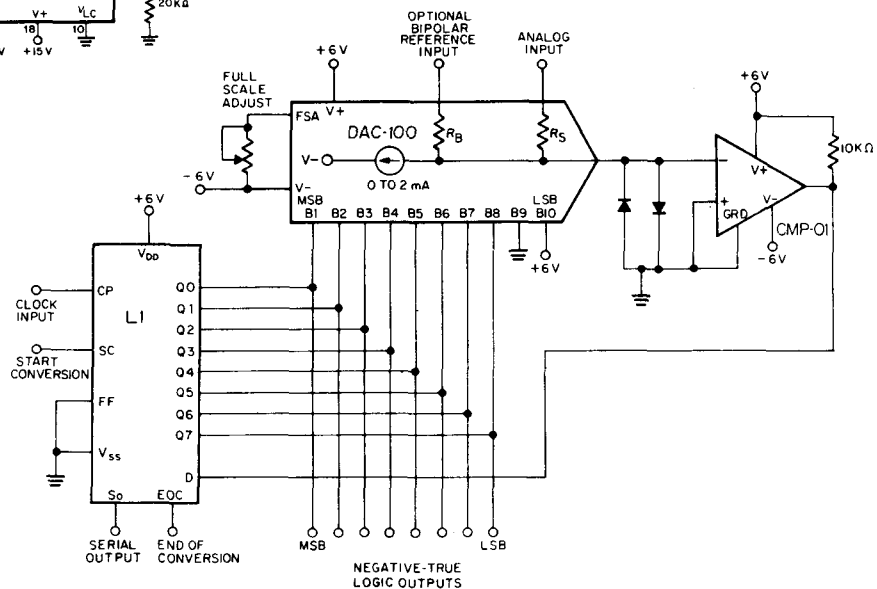 20KΩ
V+
VLC
18
10
V
+15V
OPTIONAL
BIPOLAR
REFERENCE
INPUT
ANALOG
INPUT
+6V
+6V
FULL
SCALE
ADJUST
FSA
V+
DAC-100
RB
RS
10KΩ
V-
0 TO 2 mA
-6V
V-
MSB
LSB
B1 B2 B3 B4 B5 B6 B7 B8 B9 B10
-
V+
+
GRD
V-
CMP-01
-6V
+6V
+6V
VDD
CP
CLOCK
INPUT
L1
SC
START
CONVERSION
FF
VSS
Q0
Q1
Q2
Q3
Q4
Q5
Q6
Q7
D
So
EOC
SERIAL
OUTPUT
END OF
CONVERSION
MSB
LSB
NEGATIVE-TRUE
LOGIC OUTPUTS